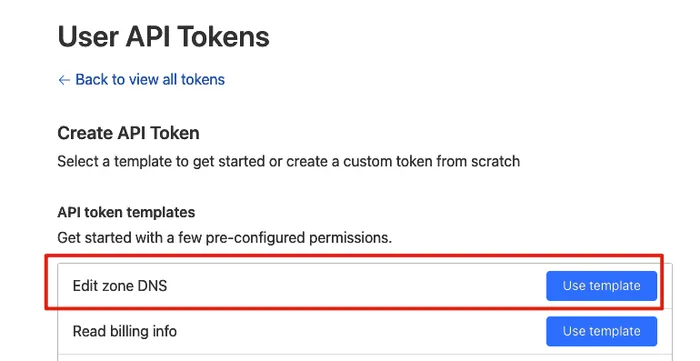 User API Tokens
← Back to view all tokens
Create API Token
Select a template to get started or create a custom token from scratch
API token templates
Get started with a few pre-configured permissions.
Edit zone DNS Use template
Read billing info Use template